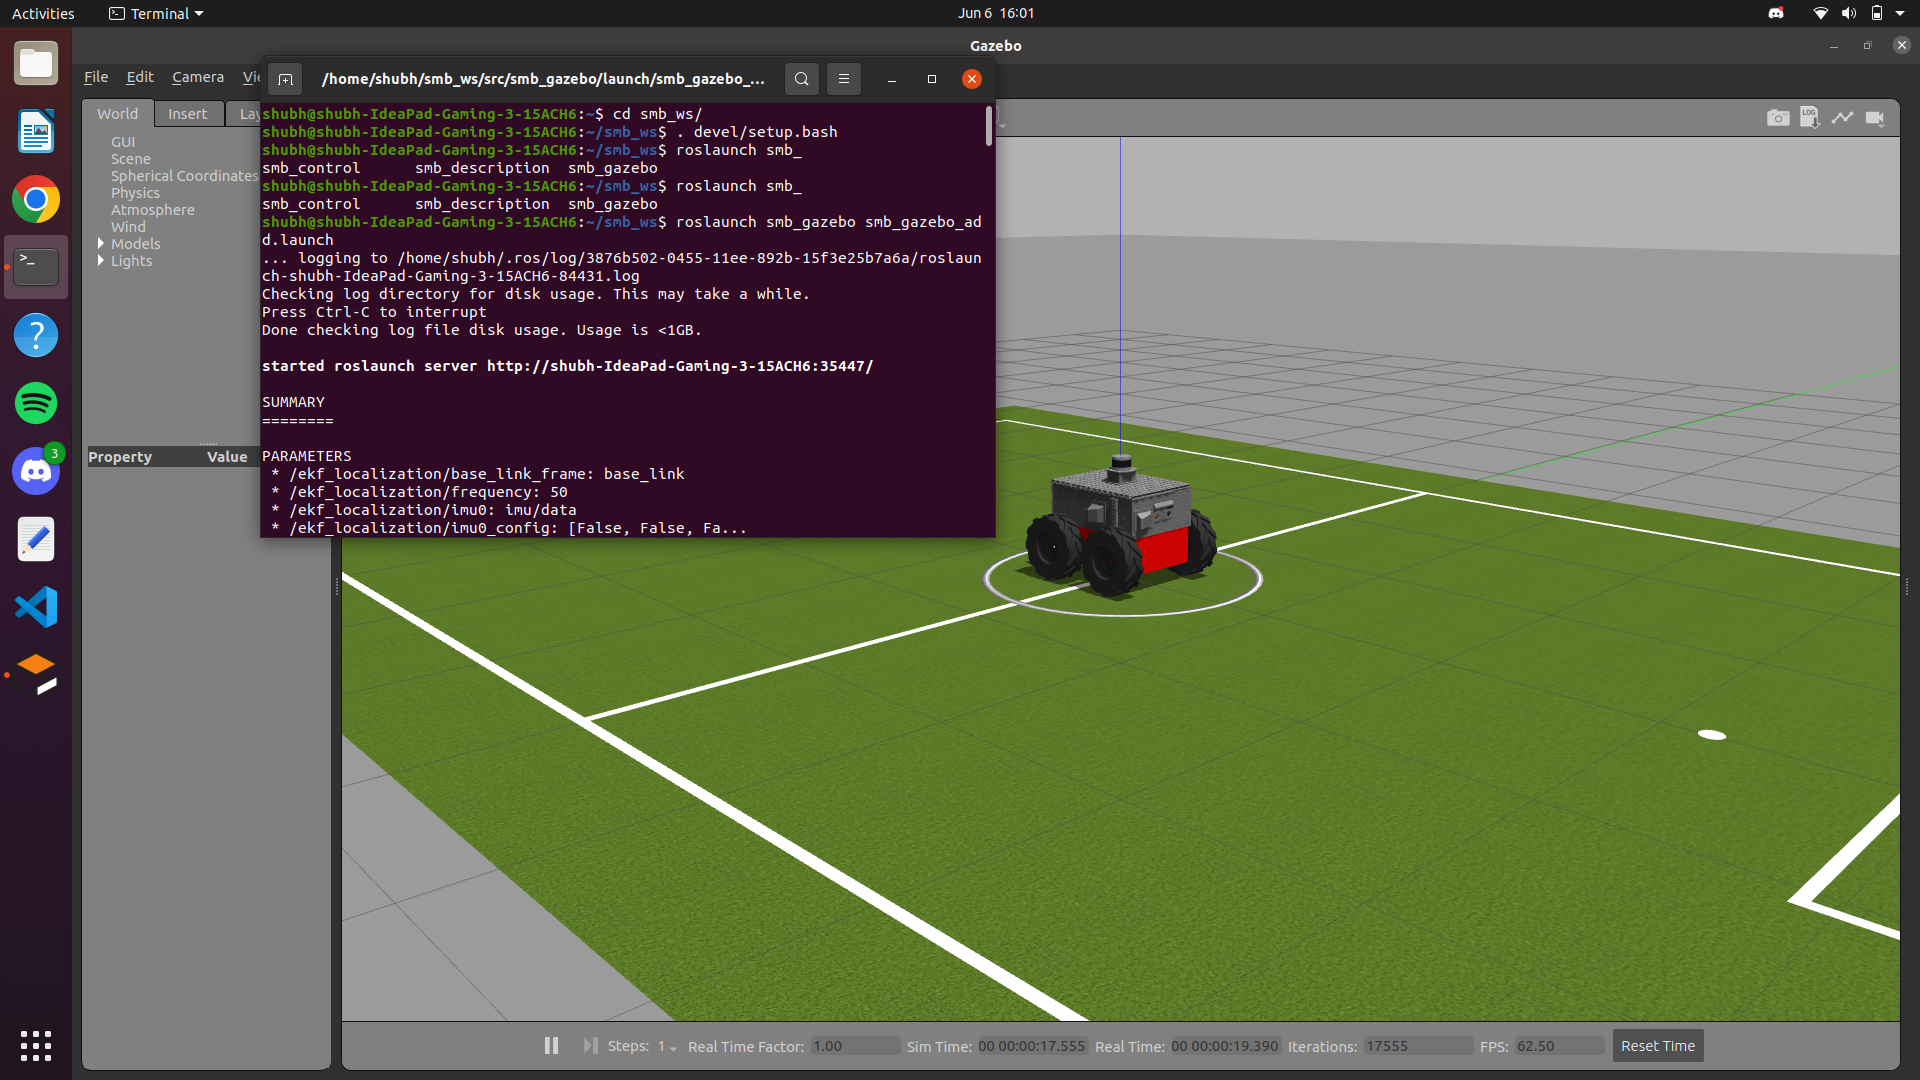 Activities
Terminal
Jun 6 16:01
Gazebo
File Edit Camera Vie
/home/shubh/smb_ws/src/smb_gazebo/launch/smb_gazebo_...
World Insert Lay
GUI
Scene
Spherical Coordinates
Physics
Atmosphere
Wind
Models
Lights
Property Value
shubh@shubh-IdeaPad-Gaming-3-15ACH6:~$ cd smb_ws/
shubh@shubh-IdeaPad-Gaming-3-15ACH6:~/smb_ws$ . devel/setup.bash
shubh@shubh-IdeaPad-Gaming-3-15ACH6:~/smb_ws$ roslaunch smb_
smb_control smb_description smb_gazebo
shubh@shubh-IdeaPad-Gaming-3-15ACH6:~/smb_ws$ roslaunch smb_
smb_control smb_description smb_gazebo
shubh@shubh-IdeaPad-Gaming-3-15ACH6:~/smb_ws$ roslaunch smb_gazebo smb_gazebo_ad
d.launch
... logging to /home/shubh/.ros/log/3876b502-0455-11ee-892b-15f3e25b7a6a/roslaun
ch-shubh-IdeaPad-Gaming-3-15ACH6-84431.log
Checking log directory for disk usage. This may take a while.
Press Ctrl-C to interrupt
Done checking log file disk usage. Usage is <1GB.
started roslaunch server http://shubh-IdeaPad-Gaming-3-15ACH6:35447/
SUMMARY
========
PARAMETERS
* /ekf_localization/base_link_frame: base_link
* /ekf_localization/frequency: 50
* /ekf_localization/imu0: imu/data
* /ekf_localization/imu0_config: [False, False, Fa...
LOG
3
Steps: 1 Real Time Factor: 1.00 Sim Time: 00 00:00:17.555 Real Time: 00 00:00:19.390 Iterations: 17555 FPS: 62.50 Reset Time